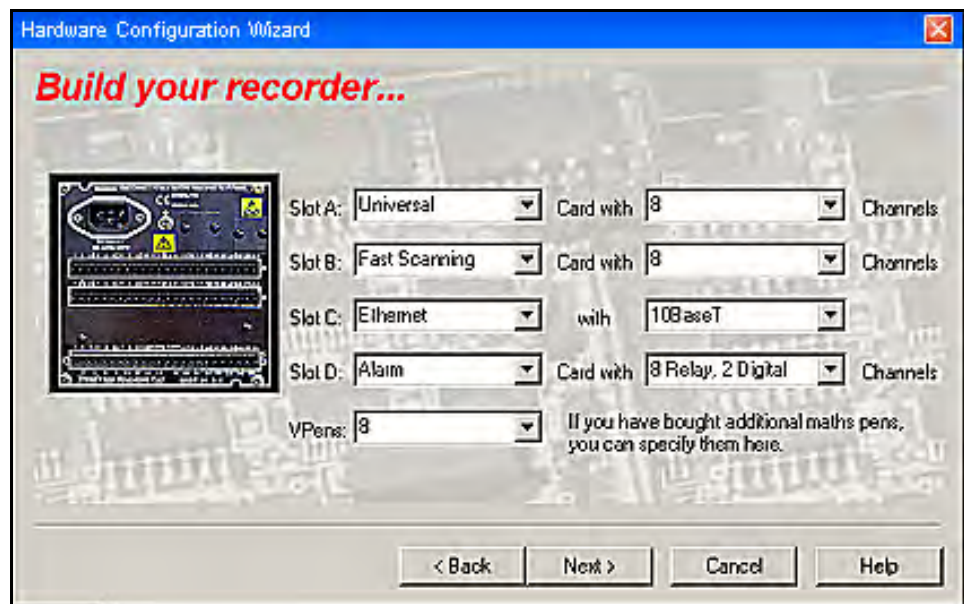 Hardware Configuration Wizard
Build your recorder...
Slot A: Universal Card with 8 Channels
Slot B: Fast Scanning Card with 8 Channels
Slot C: Ethernet with 10BaseT
Slot D: Alarm Card with 8 Relay, 2 Digital Channels
VPens: 8 If you have bought additional maths pens,
you can specify them here.
< Back Next > Cancel Help